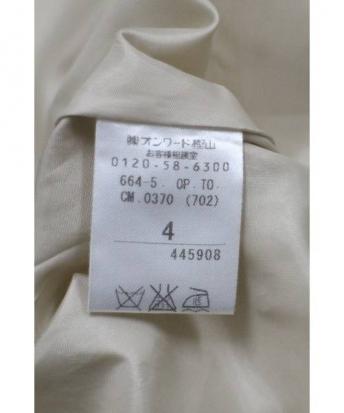 ㈱オンワード樫山
お客様相談室
0120-58-6300
664-5. OP.TO.
CM.0370 (702)
4
445908